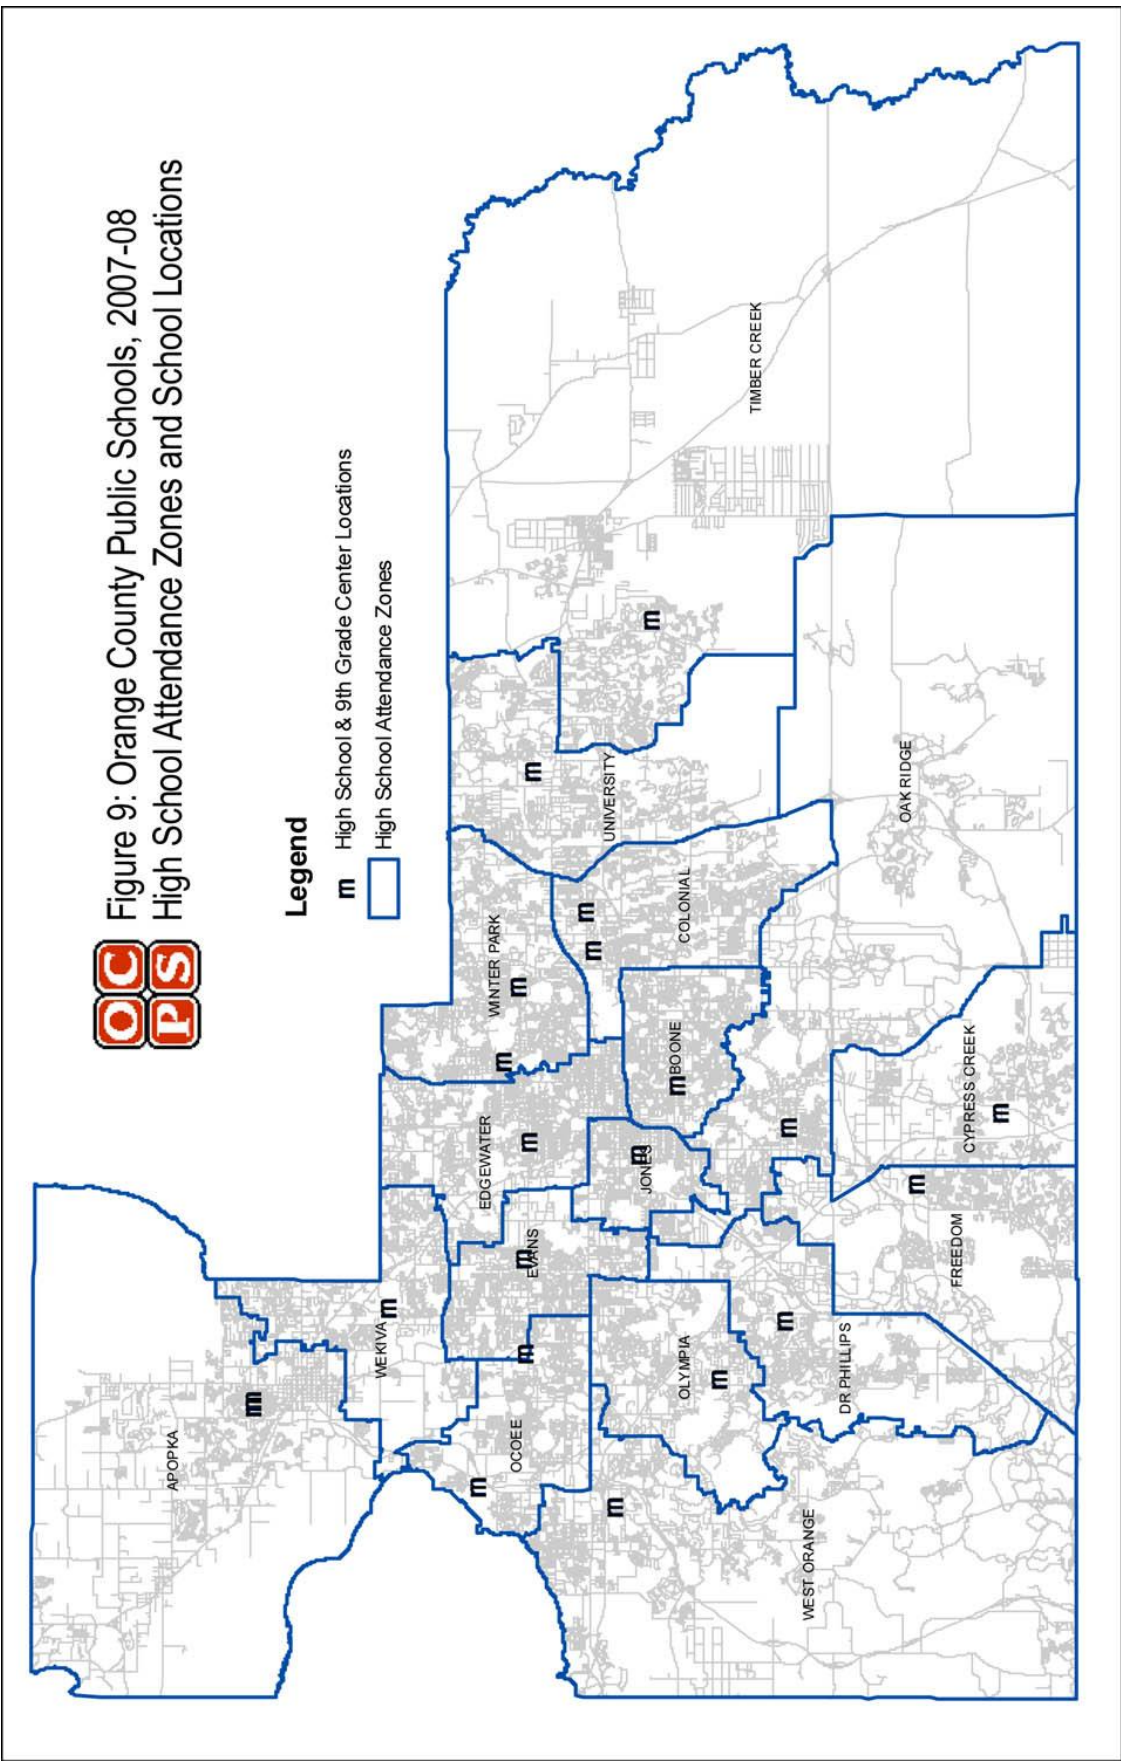 OC
PS
Figure 9: Orange County Public Schools, 2007-08
High School Attendance Zones and School Locations
Legend
m High School & 9th Grade Center Locations
High School Attendance Zones
APOPKA
WEKIVA
m
mm
OCOEE
m
m
EVANS
m
EDGEWATER
m
WINTER PARK
m
m
UNIVERSITY
m
TIMBER CREEK
m
COLONIAL
m
m
BOONE
m
JONES
m
OLYMPIA
m
WEST ORANGE
m
DR PHILLIPS
m
FREEDOM
m
CYPRESS CREEK
m
OAK RIDGE
m